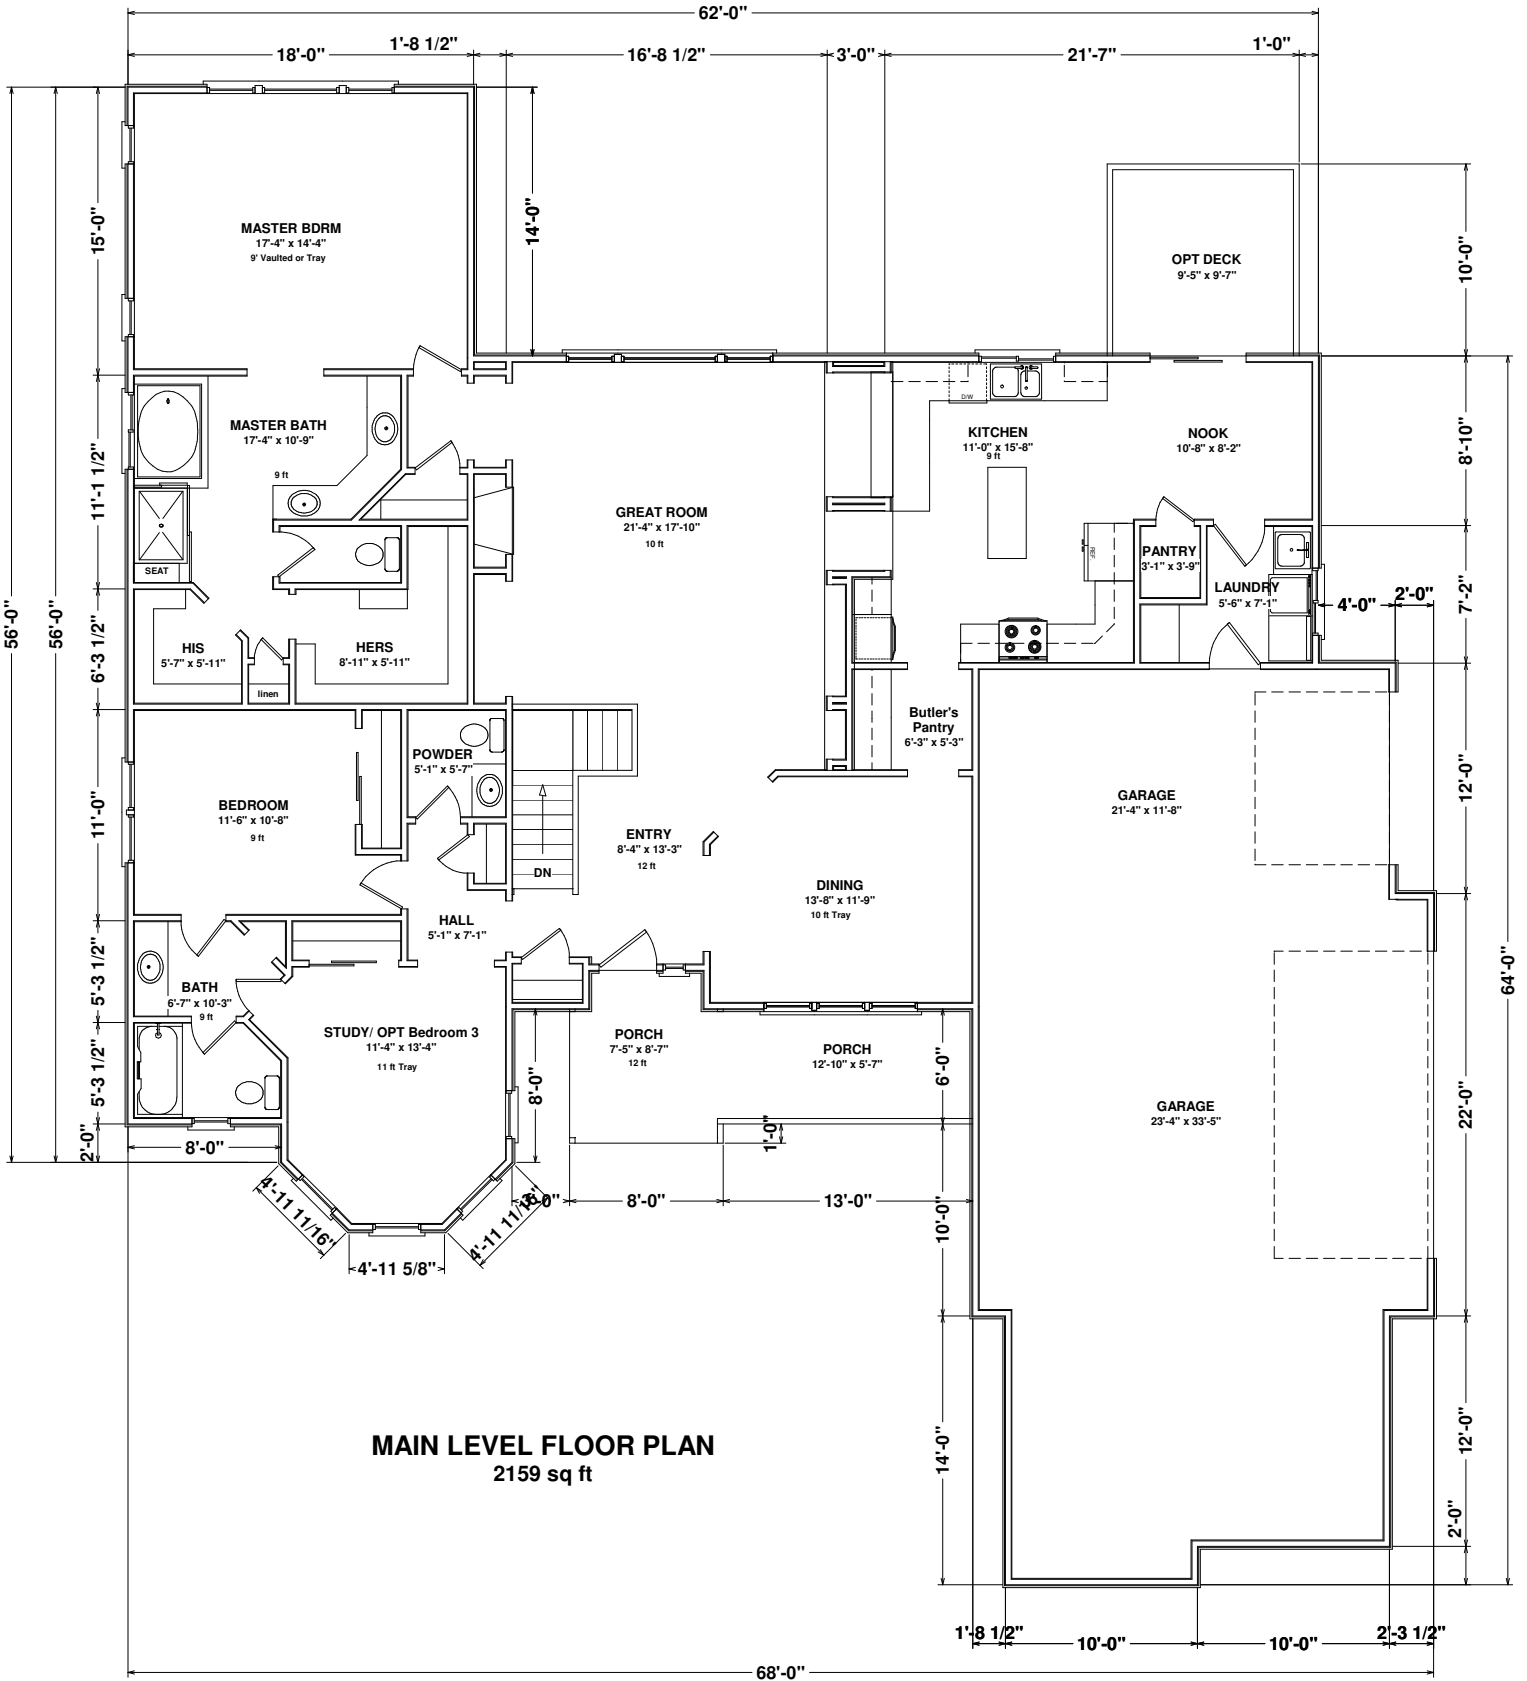 62'-0"
18'-0"
1'-8 1/2"
16'-8 1/2"
3'-0"
21'-7"
1'-0"
56'-0"
56'-0"
15'-0"
14'-0"
MASTER BDRM
17'-4" x 14'-4"
9' Vaulted or Tray
OPT DECK
9'-5" x 9'-7"
10'-0"
11'-1 1/2"
MASTER BATH
17'-4" x 10'-9"
9 ft
SEAT
GREAT ROOM
21'-4" x 17'-10"
10 ft
D/W
KITCHEN
11'-0" x 15'-8"
9 ft
NOOK
10'-8" x 8'-2"
8'-10"
REF
PANTRY
3'-1" x 3'-9"
LAUNDRY
5'-6" x 7'-1"
4'-0"
2'-0"
7'-2"
6'-3 1/2"
HIS
5'-7" x 5'-11"
linen
HERS
8'-11" x 5'-11"
Butler's
Pantry
6'-3" x 5'-3"
POWDER
5'-1" x 5'-7"
11'-0"
BEDROOM
11'-6" x 10'-8"
9 ft
DN
ENTRY
8'-4" x 13'-3"
12 ft
DINING
13'-8" x 11'-9"
10 ft Tray
GARAGE
21'-4" x 11'-8"
12'-0"
HALL
5'-1" x 7'-1"
5'-3 1/2"
BATH
6'-7" x 10'-3"
9 ft
STUDY/ OPT Bedroom 3
11'-4" x 13'-4"
11 ft Tray
PORCH
7'-5" x 8'-7"
12 ft
PORCH
12'-10" x 5'-7"
64'-0"
5'-3 1/2"
8'-0"
6'-0"
1'-0"
GARAGE
23'-4" x 33'-5"
22'-0"
2'-0"
8'-0"
4'-11 11/16"
4'-11 5/8"
4'-11 11/16"
3'-0"
8'-0"
13'-0"
10'-0"
MAIN LEVEL FLOOR PLAN
2159 sq ft
14'-0"
12'-0"
2'-0"
1'-8 1/2"
10'-0"
10'-0"
2'-3 1/2"
68'-0"